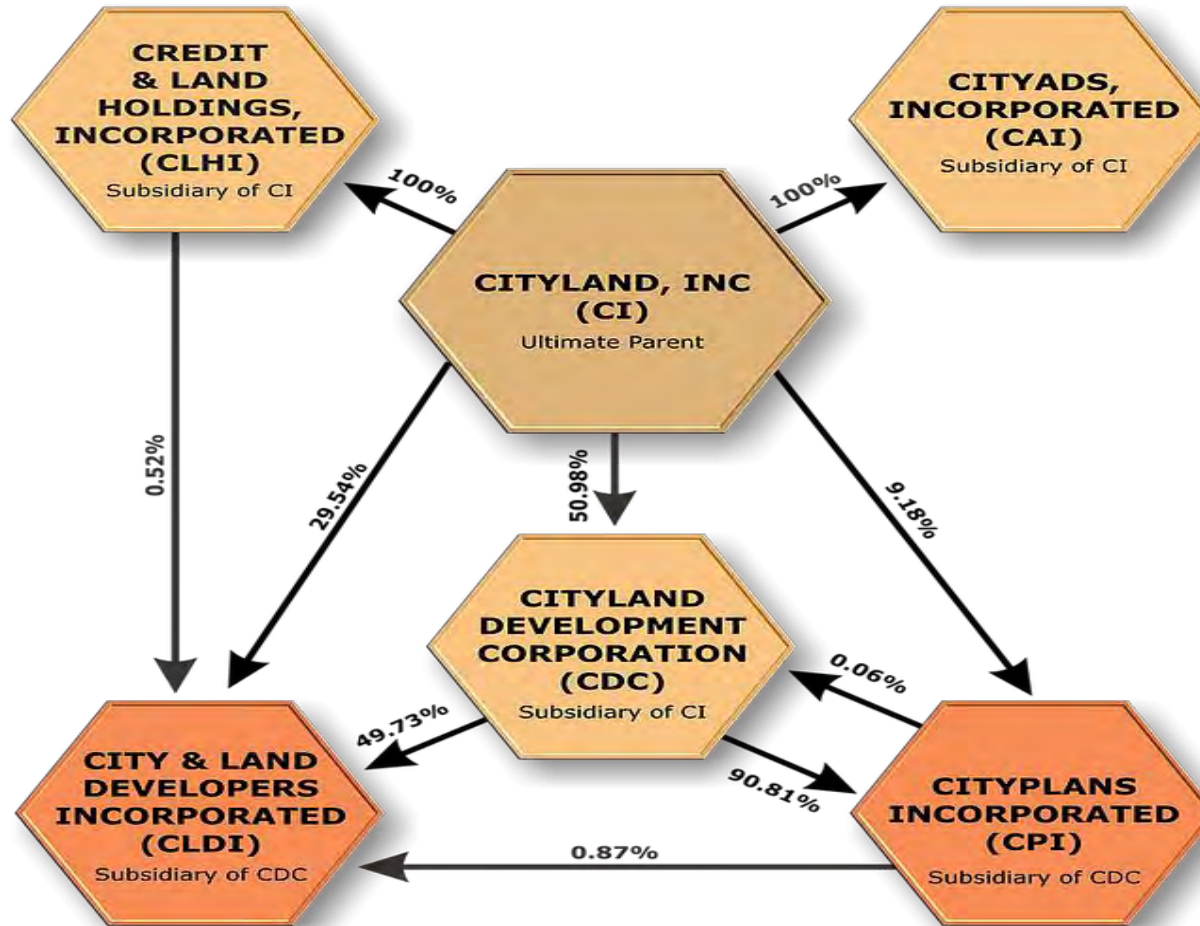 CREDIT
& LAND
HOLDINGS,
INCORPORATED
(CLHI)
Subsidiary of CI
CITYADS,
INCORPORATED
(CAI)
Subsidiary of CI
100%
100%
CITYLAND, INC
(CI)
Ultimate Parent
0.52%
29.54%
50.98%
9.18%
CITYLAND
DEVELOPMENT
CORPORATION
(CDC)
Subsidiary of CI
0.06%
49.73%
90.81%
CITY & LAND
DEVELOPERS
INCORPORATED
(CLDI)
Subsidiary of CDC
0.87%
CITYPLANS
INCORPORATED
(CPI)
Subsidiary of CDC